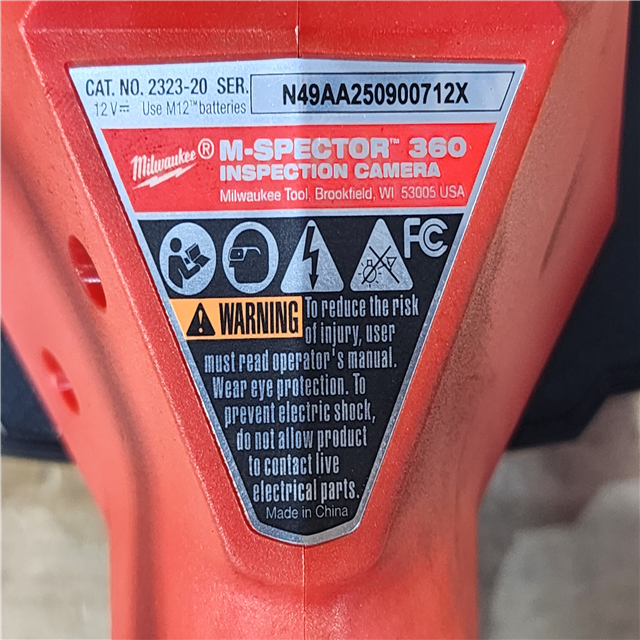 CAT. NO. 2323-20 SER. N49AA250900712X
12 V⎓ Use M12™ batteries
Milwaukee® M-SPECTOR™ 360
INSPECTION CAMERA
Milwaukee Tool, Brookfield, WI 53005 USA
FC
WARNING To reduce the risk
of injury, user
must read operator's manual.
Wear eye protection. To
prevent electric shock,
do not allow product
to contact live
electrical parts.
Made in China